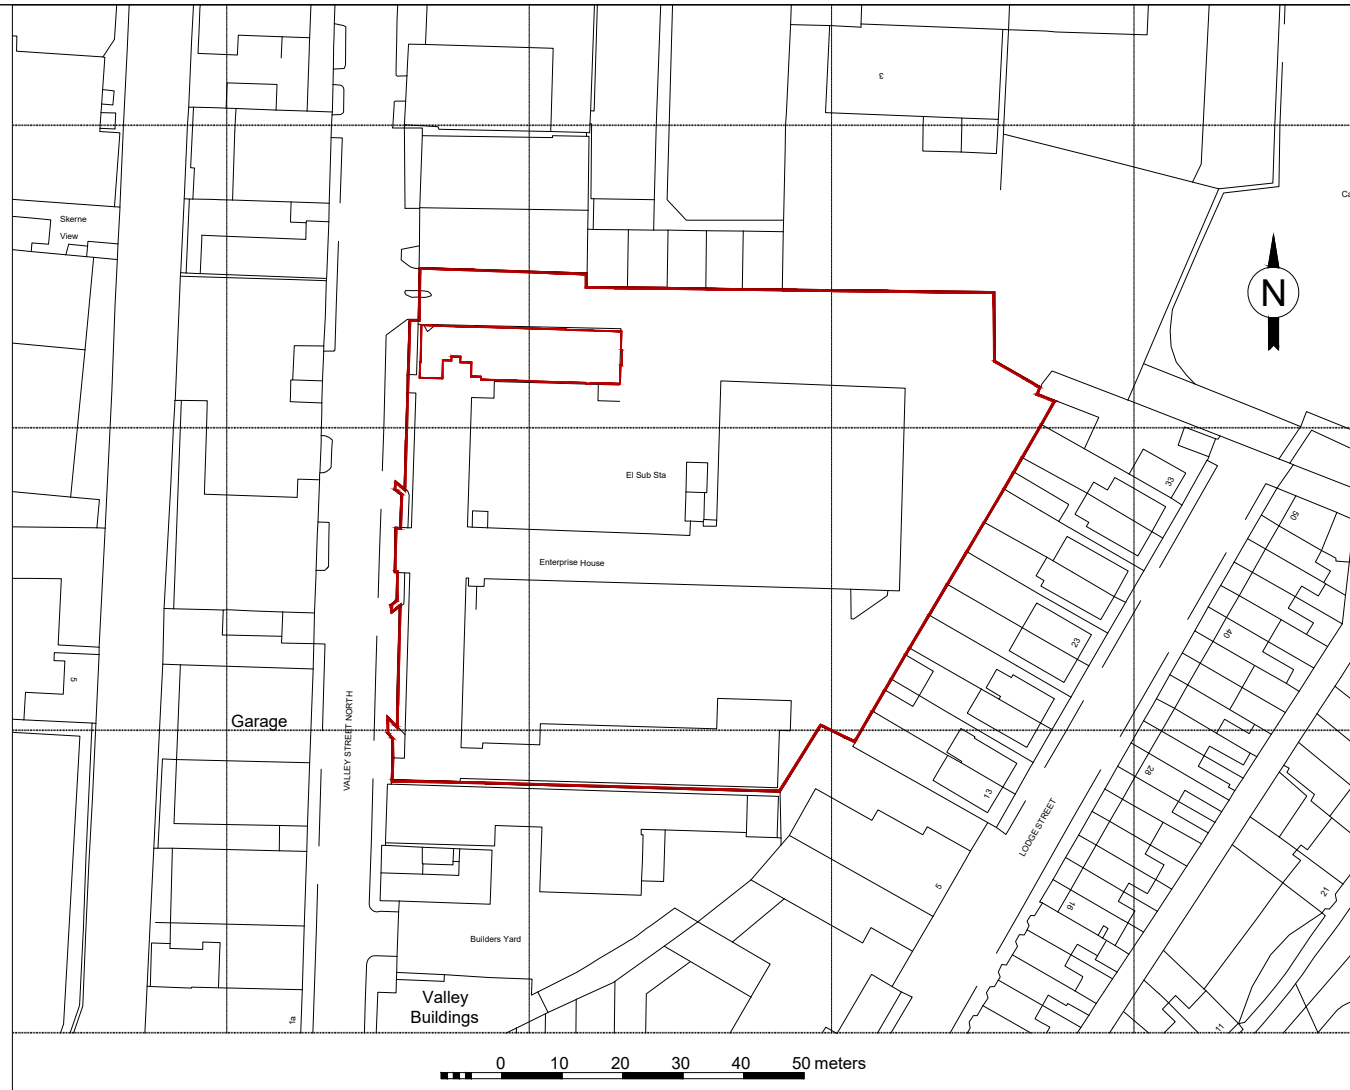 3
Ca
Skerne
View
N
El Sub Sta
33
50
Enterprise House
40
23
5
Garage
VALLEY STREET NORTH
28
13
LODGE STREET
5
21
16
Builders Yard
Valley
Buildings
1a
11
0 10 20 30 40 50 meters